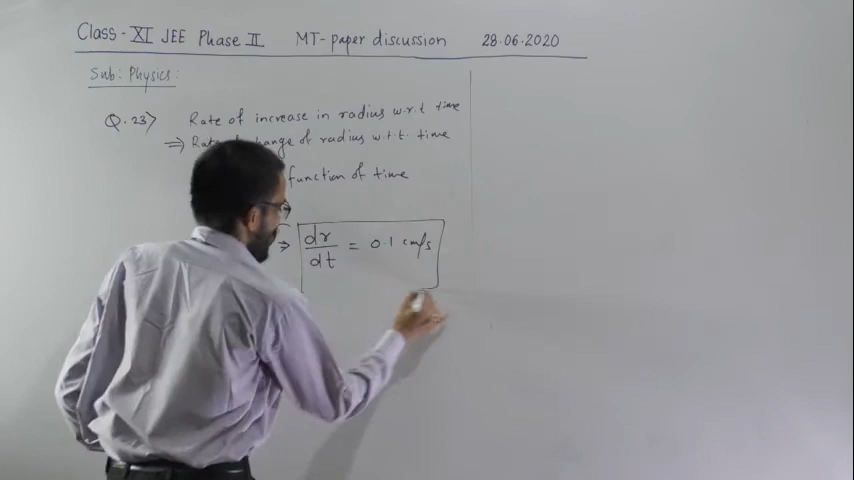 Class - XI JEE Phase II MT- paper discussion 28.06.2020
Sub: Physics:
Q.23> Rate of increase in radius w.r.t time
⇒ Rate change of radius w.r.t. time
function of time
⇒ dr/dt = 0.1 cm/s